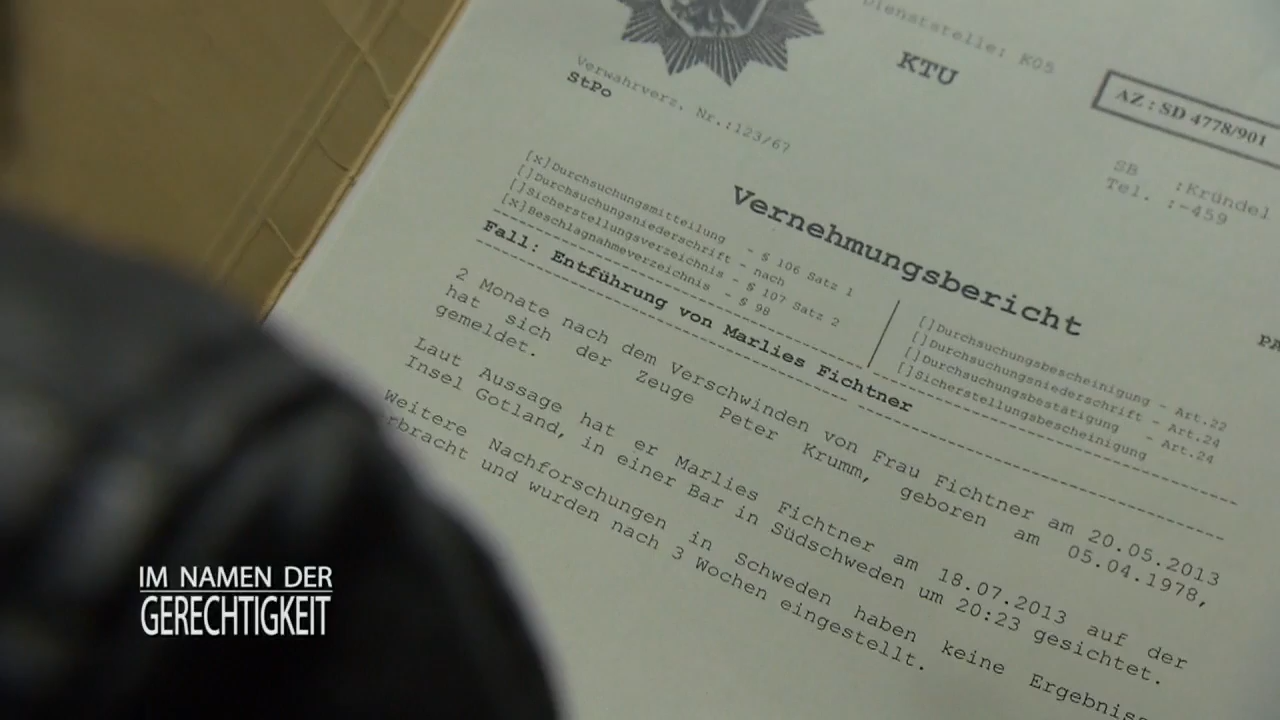 Dienststelle: K05
KTU
AZ : SD 4778/901
Verwahrverz. Nr.:123/67
StPo
SB :Kründel
Tel. :-459
Vernehmungsbericht
[x]Durchsuchungsmitteilung - § 106 Satz 1
[]Durchsuchungsniederschrift - nach
[]Sicherstellungsverzeichnis - § 107 Satz 2
[x]Beschlagnahmeverzeichnis - § 98
[]Durchsuchungsbescheinigung - Art.22
[]Durchsuchungsniederschrift - Art.24
[]Durchsuchungsbestätigung - Art.24
[]Sicherstellungsbescheinigung
Fall: Entführung von Marlies Fichtner
2 Monate nach dem Verschwinden von Frau Fichtner am 20.05.2013
hat sich der Zeuge Peter Krumm, geboren am 05.04.1978,
gemeldet.
Laut Aussage hat er Marlies Fichtner am 18.07.2013 auf der
Insel Gotland, in einer Bar in Südschweden um 20:23 gesichtet.
Weitere Nachforschungen in Schweden haben keine Ergebniss
rbracht und wurden nach 3 Wochen eingestellt.
IM NAMEN DER
GERECHTIGKEIT